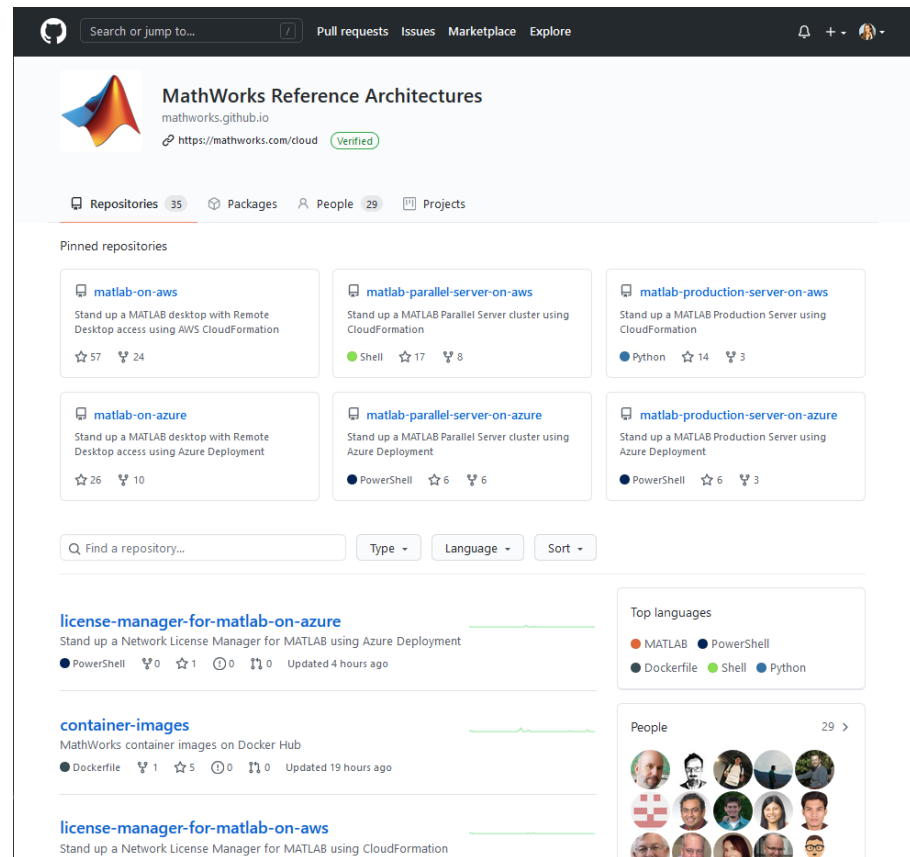 Search or jump to... /
Pull requests Issues Marketplace Explore
MathWorks Reference Architectures
mathworks.github.io
https://mathworks.com/cloud Verified
Repositories 35 Packages People 29 Projects
Pinned repositories
matlab-on-aws
Stand up a MATLAB desktop with Remote
Desktop access using AWS CloudFormation
57 24
matlab-parallel-server-on-aws
Stand up a MATLAB Parallel Server cluster using
CloudFormation
Shell 17 8
matlab-production-server-on-aws
Stand up a MATLAB Production Server using
CloudFormation
Python 14 3
matlab-on-azure
Stand up a MATLAB desktop with Remote
Desktop access using Azure Deployment
26 10
matlab-parallel-server-on-azure
Stand up a MATLAB Parallel Server cluster using
Azure Deployment
PowerShell 6 6
matlab-production-server-on-azure
Stand up a MATLAB Production Server using
Azure Deployment
PowerShell 6 3
Find a repository...
Type Language Sort
license-manager-for-matlab-on-azure
Stand up a Network License Manager for MATLAB using Azure Deployment
PowerShell 0 1 0 0 Updated 4 hours ago
container-images
MathWorks container images on Docker Hub
Dockerfile 1 5 0 0 Updated 19 hours ago
license-manager-for-matlab-on-aws
Stand up a Network License Manager for MATLAB using CloudFormation
Top languages
MATLAB PowerShell
Dockerfile Shell Python
People 29